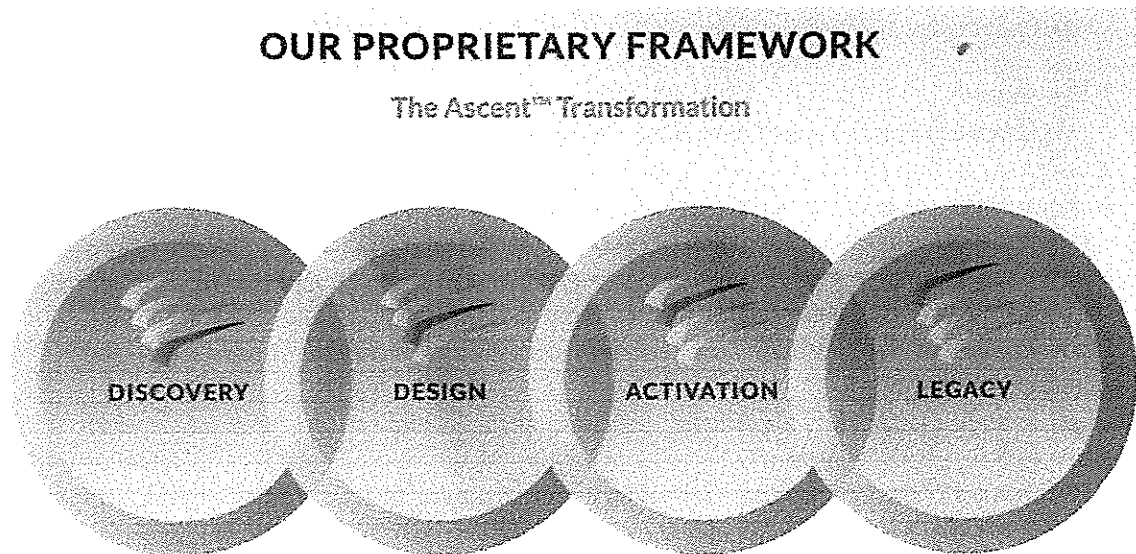 OUR PROPRIETARY FRAMEWORK
The Ascent™ Transformation
DISCOVERY
DESIGN
ACTIVATION
LEGACY